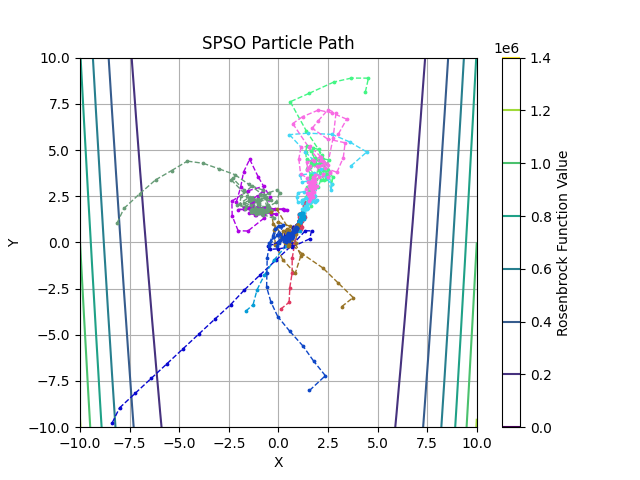 SPSO Particle Path
1e6
10.0
7.5
5.0
2.5
0.0
−2.5
−5.0
−7.5
−10.0
Y
−10.0 −7.5 −5.0 −2.5 0.0 2.5 5.0 7.5 10.0
X
1.4
1.2
1.0
0.8
0.6
0.4
0.2
0.0
Rosenbrock Function Value